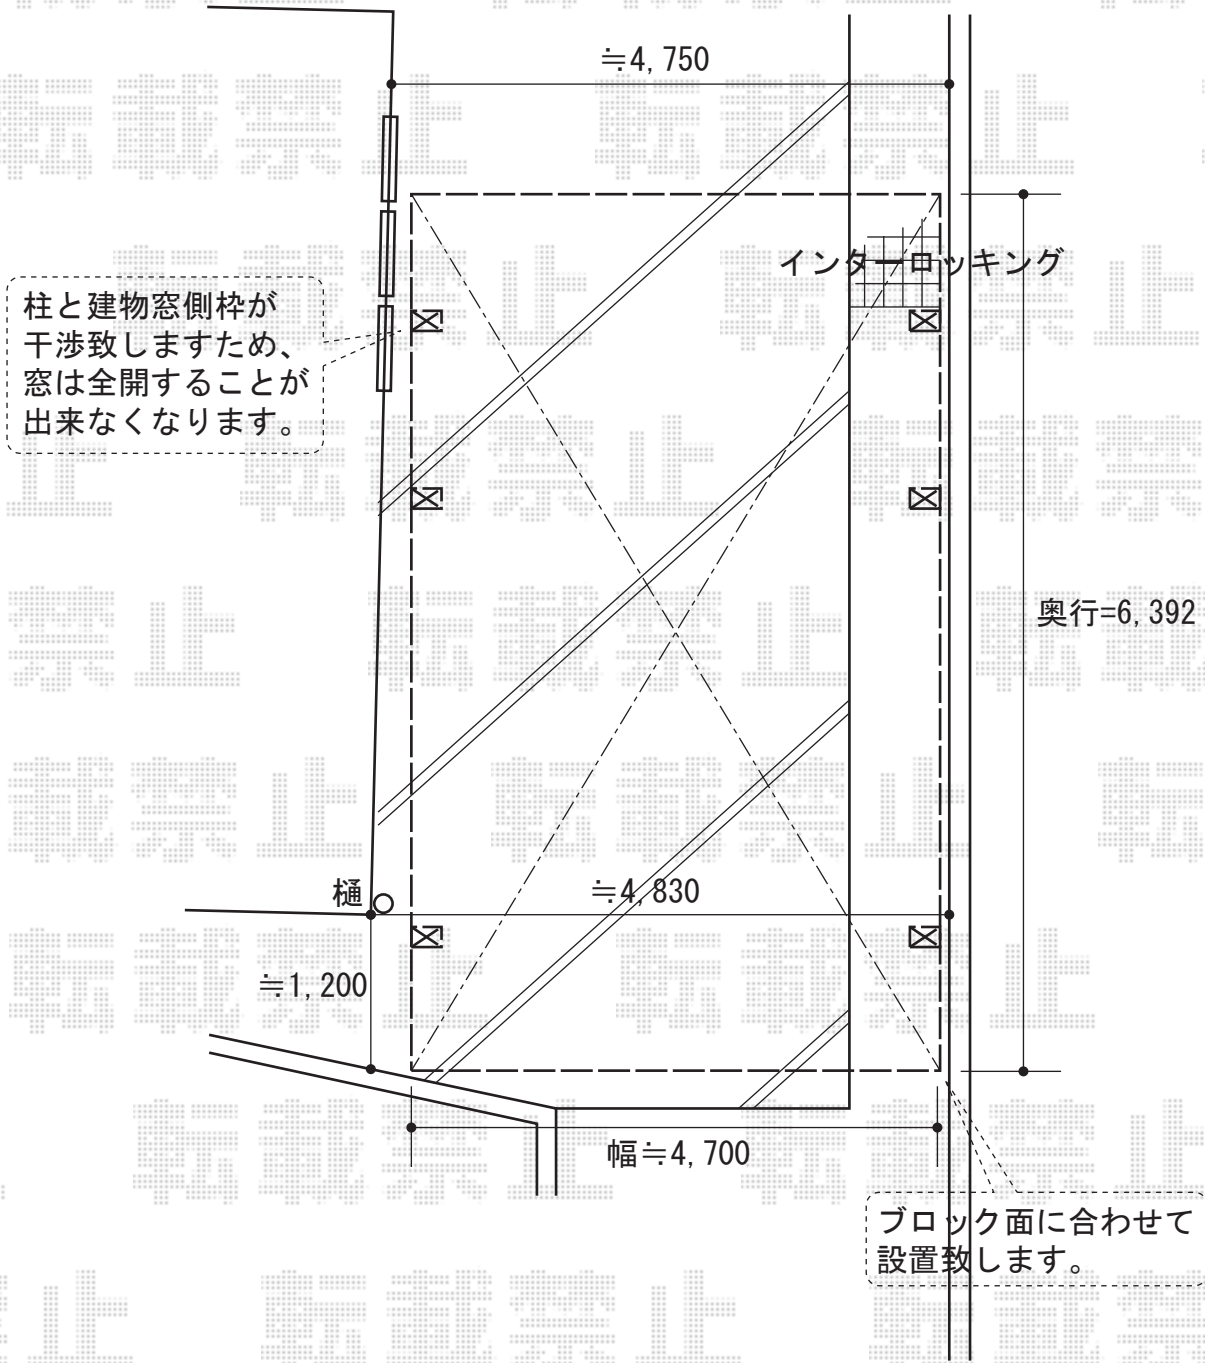 ≒4,750
インターロッキング
柱と建物窓側枠が
干渉致しますため、
窓は全開することが
出来なくなります。
奥行=6,392
樋
≒4,830
≒1,200
幅≒4,700
ブロック面に合わせて
設置致します。
転載禁止